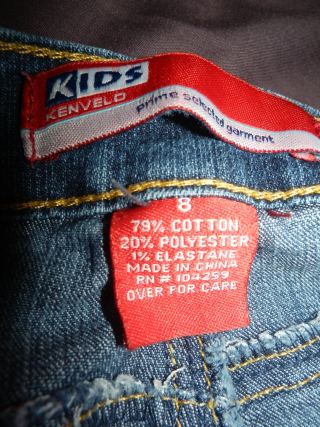 KIDS
KENVELO
prime selected garment
8
79% COTTON
20% POLYESTER
1% ELASTANE
MADE IN CHINA
RN # 104259
OVER FOR CARE